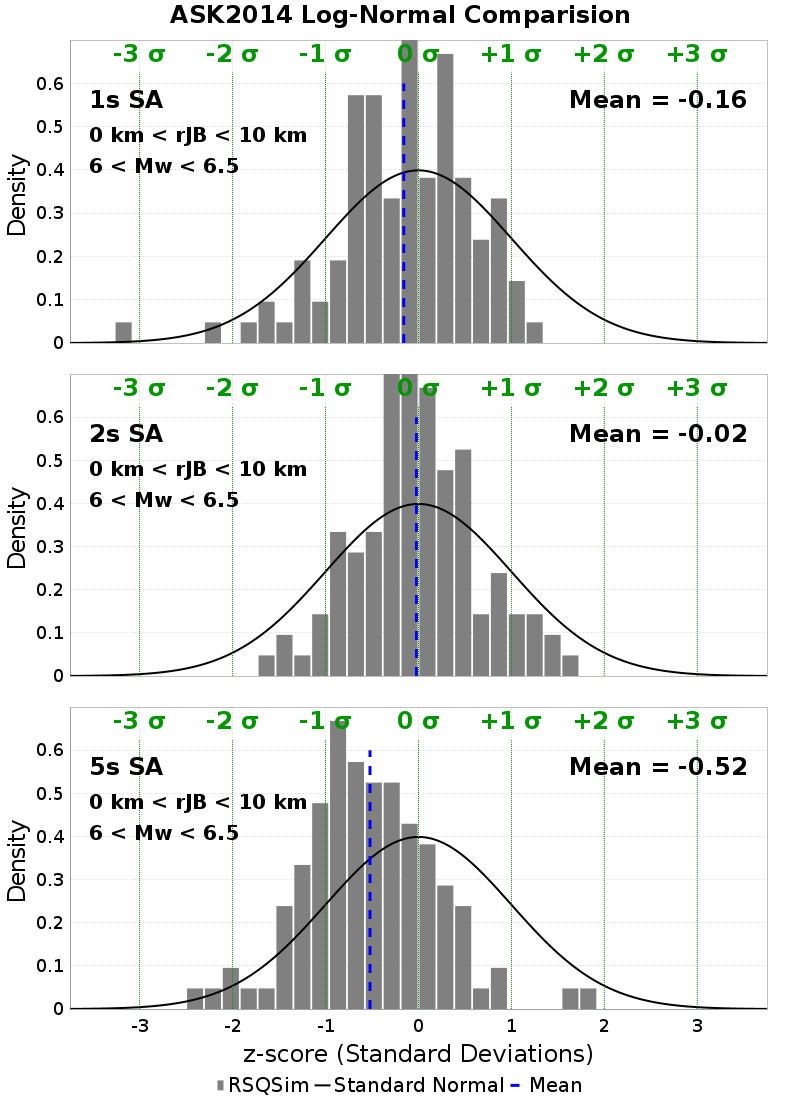 ASK2014 Log-Normal Comparision
-3 σ -2 σ -1 σ 0 σ +1 σ +2 σ +3 σ
0.6
1s SA Mean = -0.16
0.5
0 km < rJB < 10 km
6 < Mw < 6.5
0.4
0.3
0.2
0.1
0
Density
-3 σ -2 σ -1 σ 0 σ +1 σ +2 σ +3 σ
0.6
2s SA Mean = -0.02
0.5
0 km < rJB < 10 km
6 < Mw < 6.5
0.4
0.3
0.2
0.1
0
Density
-3 σ -2 σ -1 σ 0 σ +1 σ +2 σ +3 σ
0.6
5s SA Mean = -0.52
0.5
0 km < rJB < 10 km
6 < Mw < 6.5
0.4
0.3
0.2
0.1
0
Density
-3 -2 -1 0 1 2 3
z-score (Standard Deviations)
RSQSim Standard Normal Mean